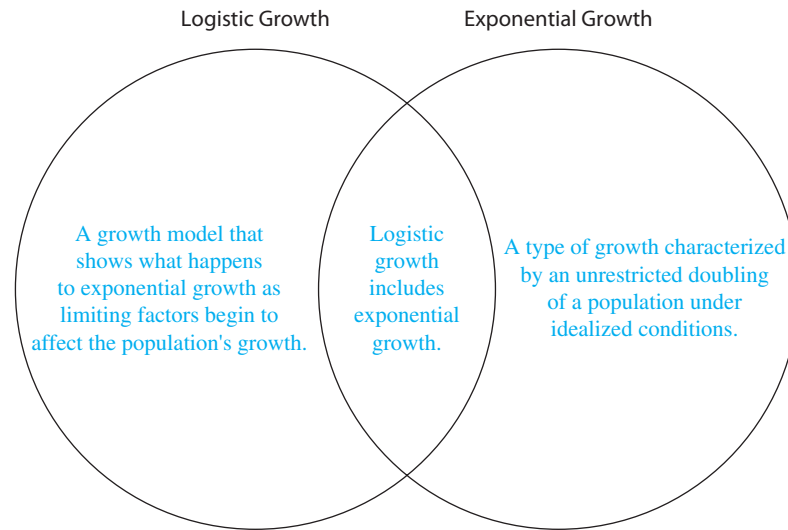 Logistic Growth
Exponential Growth
A growth model that
shows what happens
to exponential growth as
limiting factors begin to
affect the population's growth.
Logistic
growth
includes
exponential
growth.
A type of growth characterized
by an unrestricted doubling
of a population under
idealized conditions.